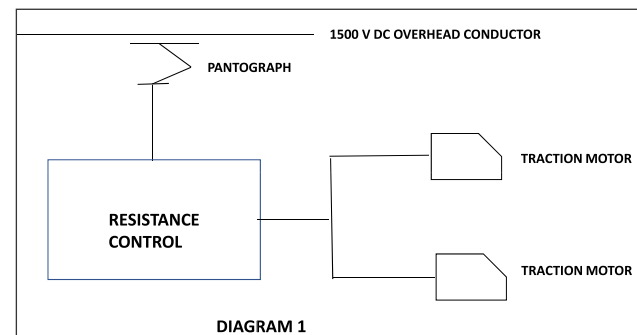 1500 V DC OVERHEAD CONDUCTOR
PANTOGRAPH
TRACTION MOTOR
RESISTANCE
CONTROL
TRACTION MOTOR
DIAGRAM 1